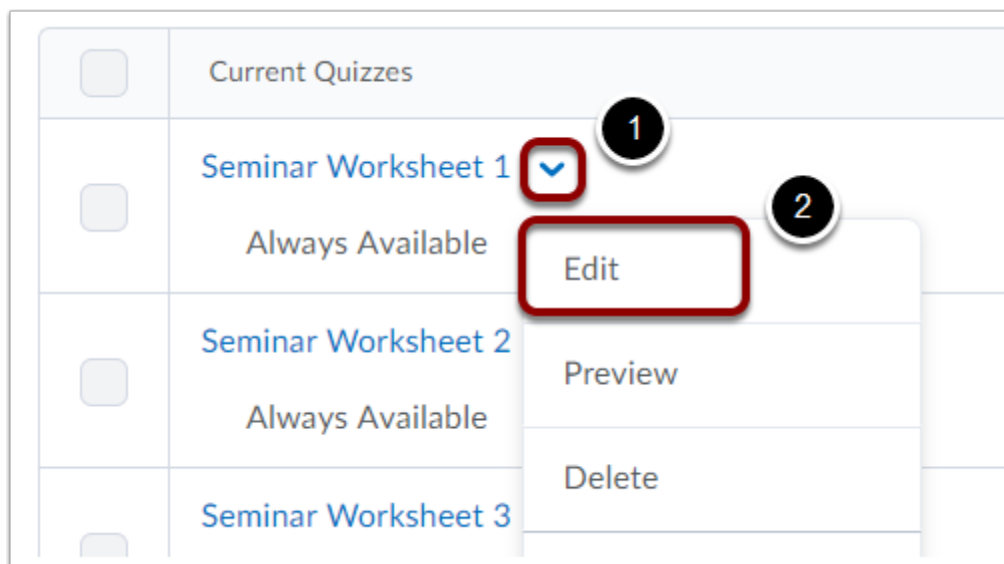 Current Quizzes
1
Seminar Worksheet 1
2
Always Available
Edit
Seminar Worksheet 2
Preview
Always Available
Delete
Seminar Worksheet 3